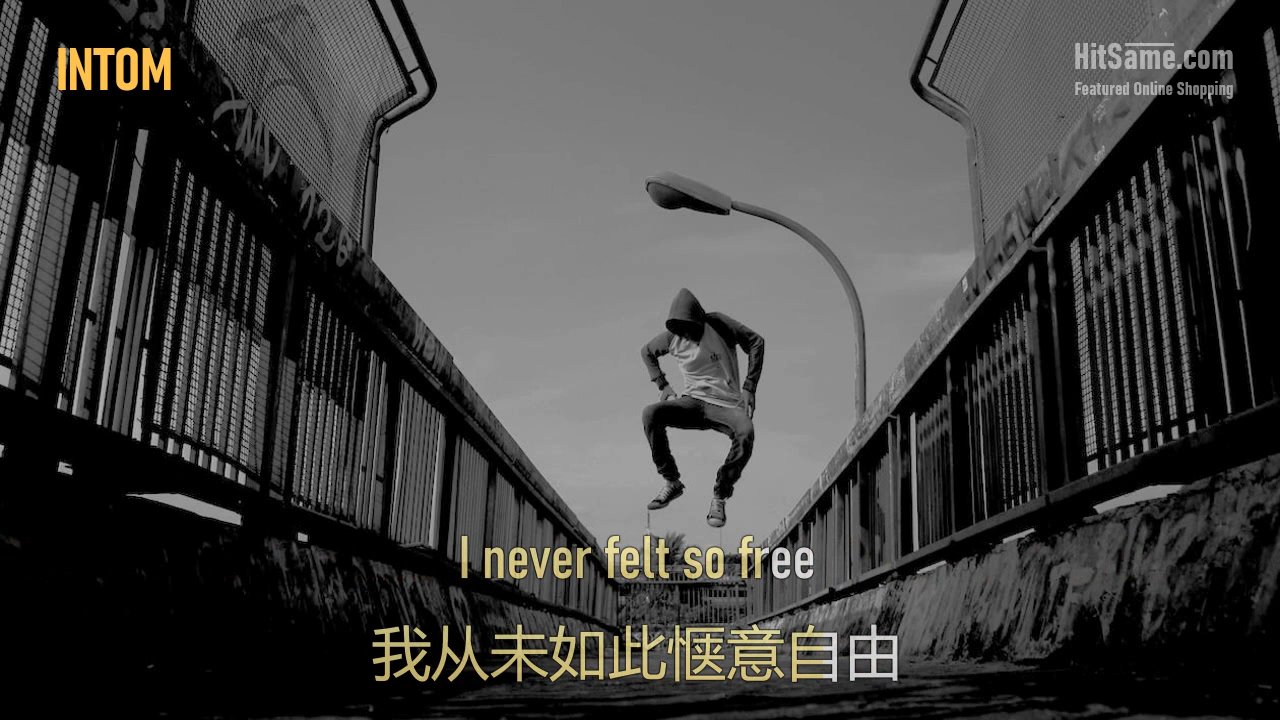 INTOM
HitSame.com
Featured Online Shopping
I never felt so free
我从未如此惬意自由